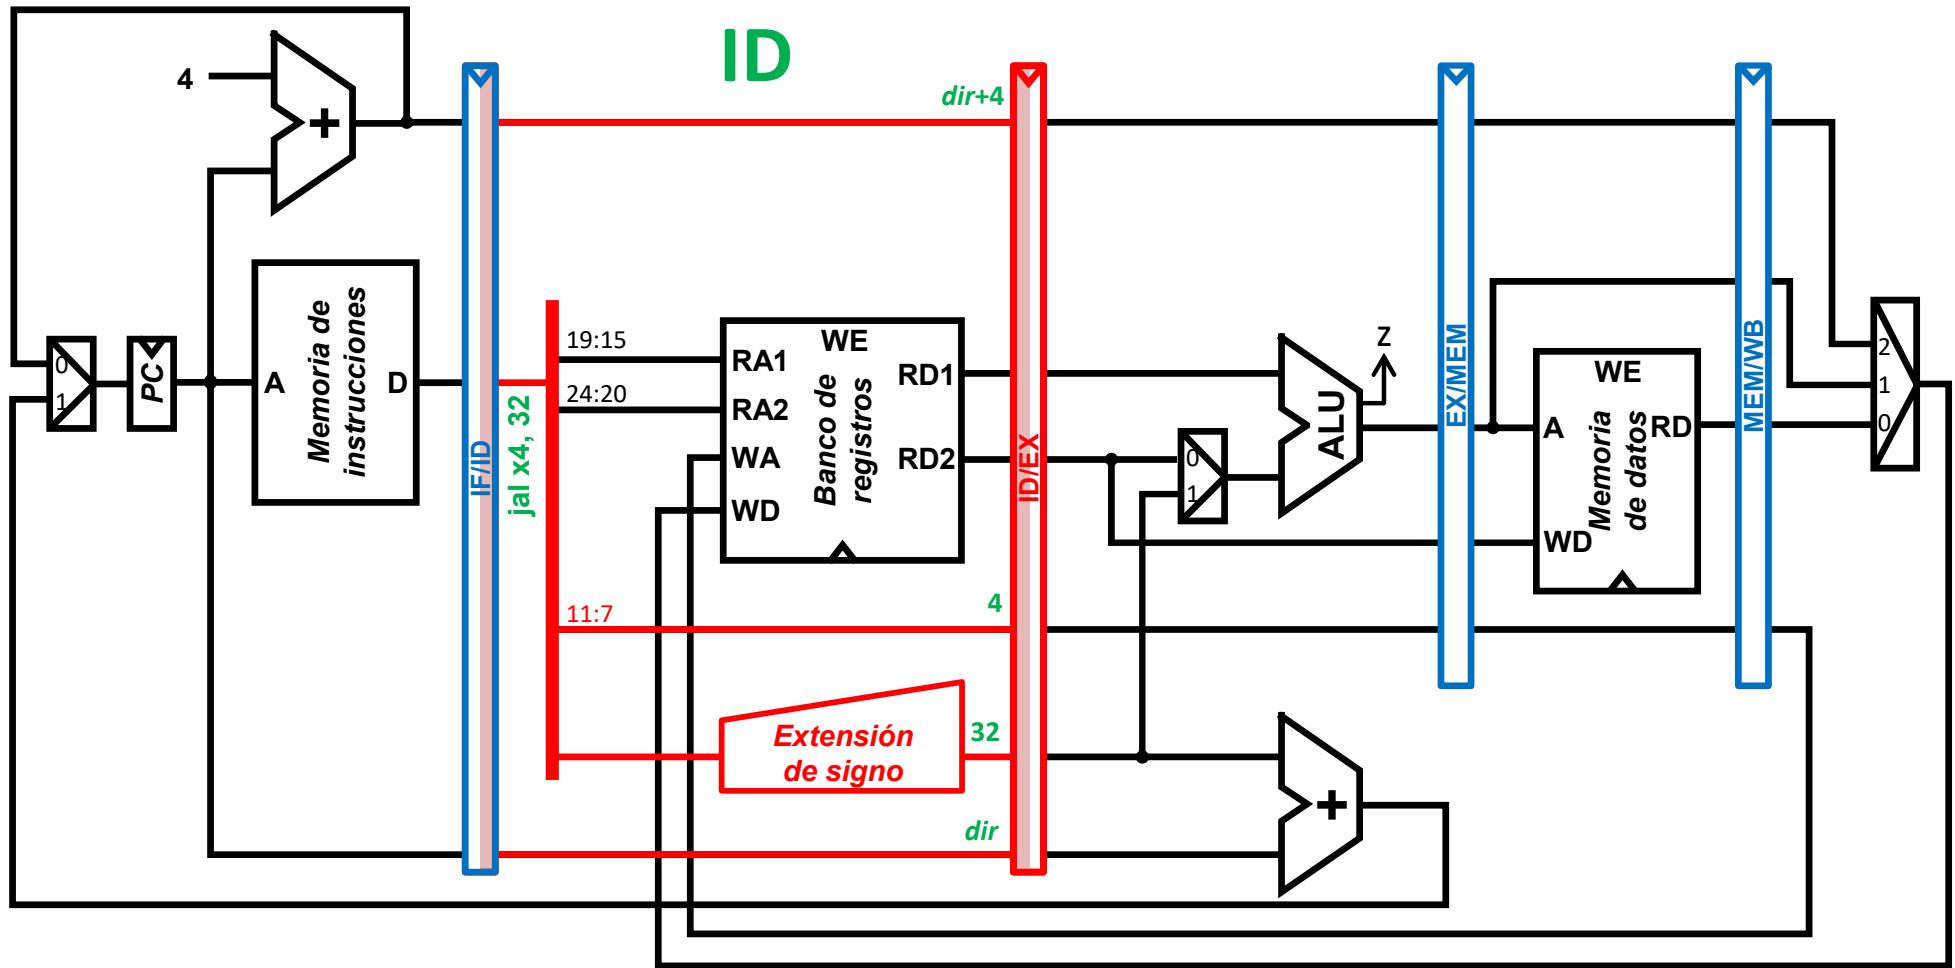 ID
4
+
dir+4
Memoria de
instrucciones
A
D
0
1
PC
IF/ID
jal x4, 32
19:15
24:20
11:7
WE
RA1
RA2
WA
WD
RD1
RD2
Banco de
registros
4
Extensión
de signo
32
dir
ID/EX
0
1
ALU
Z
+
EX/MEM
WE
A
RD
WD
Memoria
de datos
MEM/WB
2
1
0